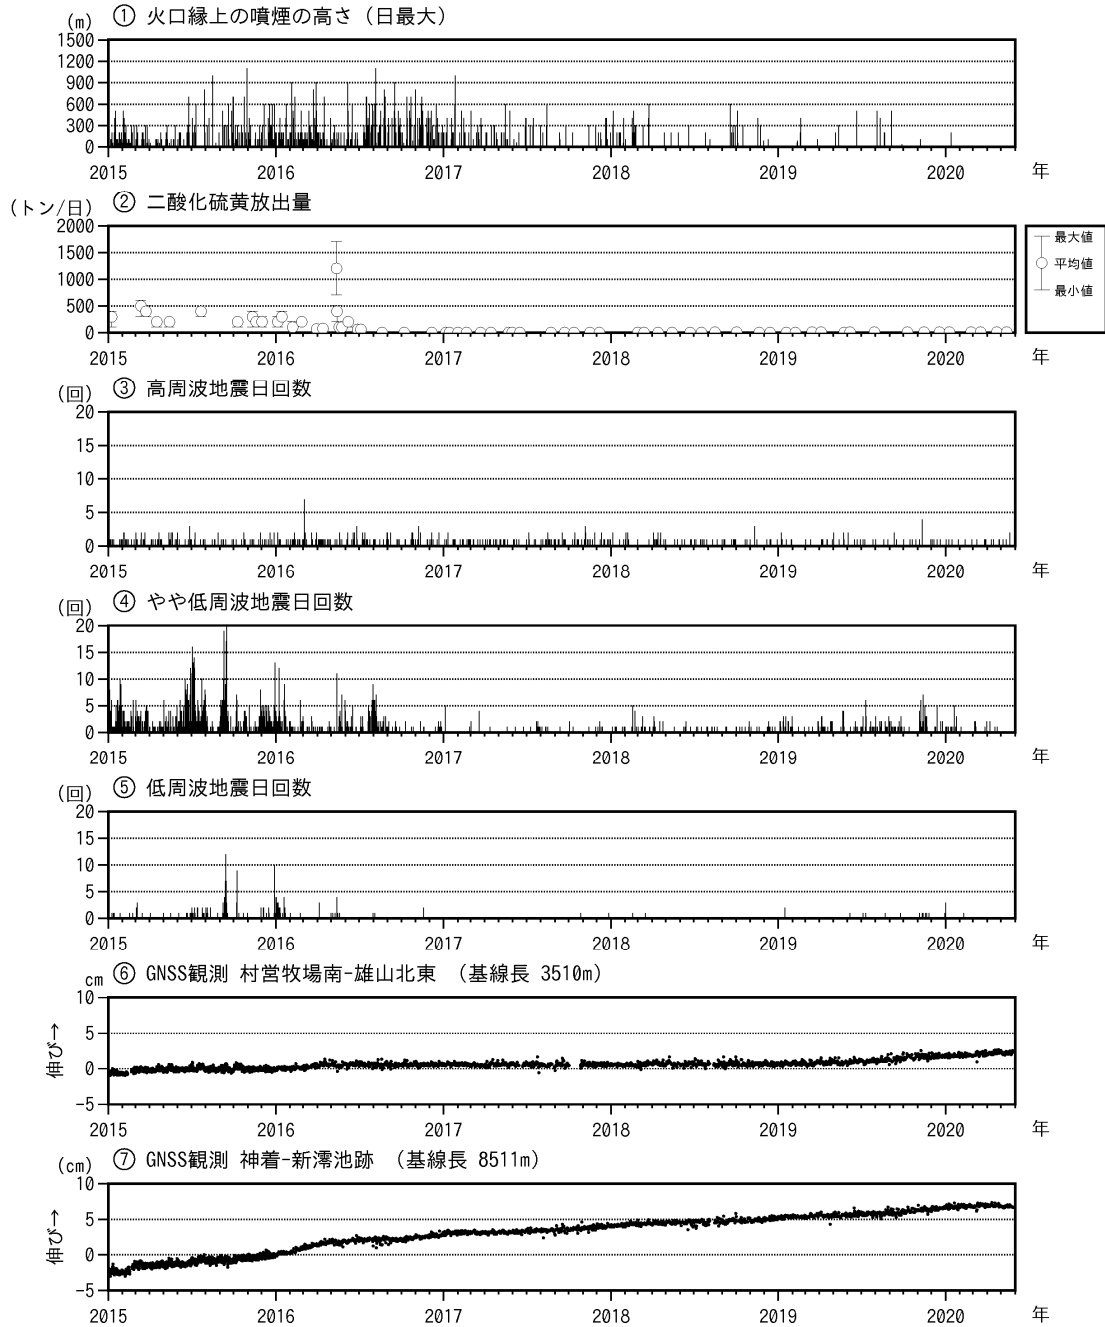 ① 火口縁上の噴煙の高さ（日最大）
(m)
1500
1200
900
600
300
0
2015 2016 2017 2018 2019 2020 年
② 二酸化硫黄放出量
(トン/日)
2000
1500
1000
500
0
2015 2016 2017 2018 2019 2020 年
最大値
平均値
最小値
③ 高周波地震日回数
(回)
20
15
10
5
0
2015 2016 2017 2018 2019 2020 年
④ やや低周波地震日回数
(回)
20
15
10
5
0
2015 2016 2017 2018 2019 2020 年
⑤ 低周波地震日回数
(回)
20
15
10
5
0
2015 2016 2017 2018 2019 2020 年
⑥ GNSS観測 村営牧場南-雄山北東 （基線長 3510m）
cm
10
5
0
-5
伸び→
2015 2016 2017 2018 2019 2020 年
⑦ GNSS観測 神着-新澪池跡 （基線長 8511m）
(cm)
10
5
0
-5
伸び→
2015 2016 2017 2018 2019 2020 年